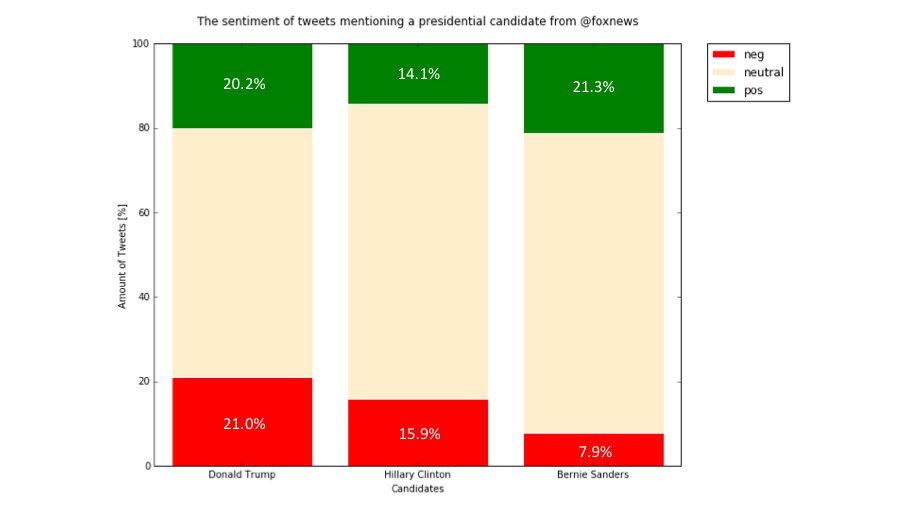 The sentiment of tweets mentioning a presidential candidate from @foxnews
neg
neutral
pos
Amount of Tweets [%]
100
80
60
40
20
0
20.2%
14.1%
21.3%
21.0%
15.9%
7.9%
Donald Trump
Hillary Clinton
Bernie Sanders
Candidates